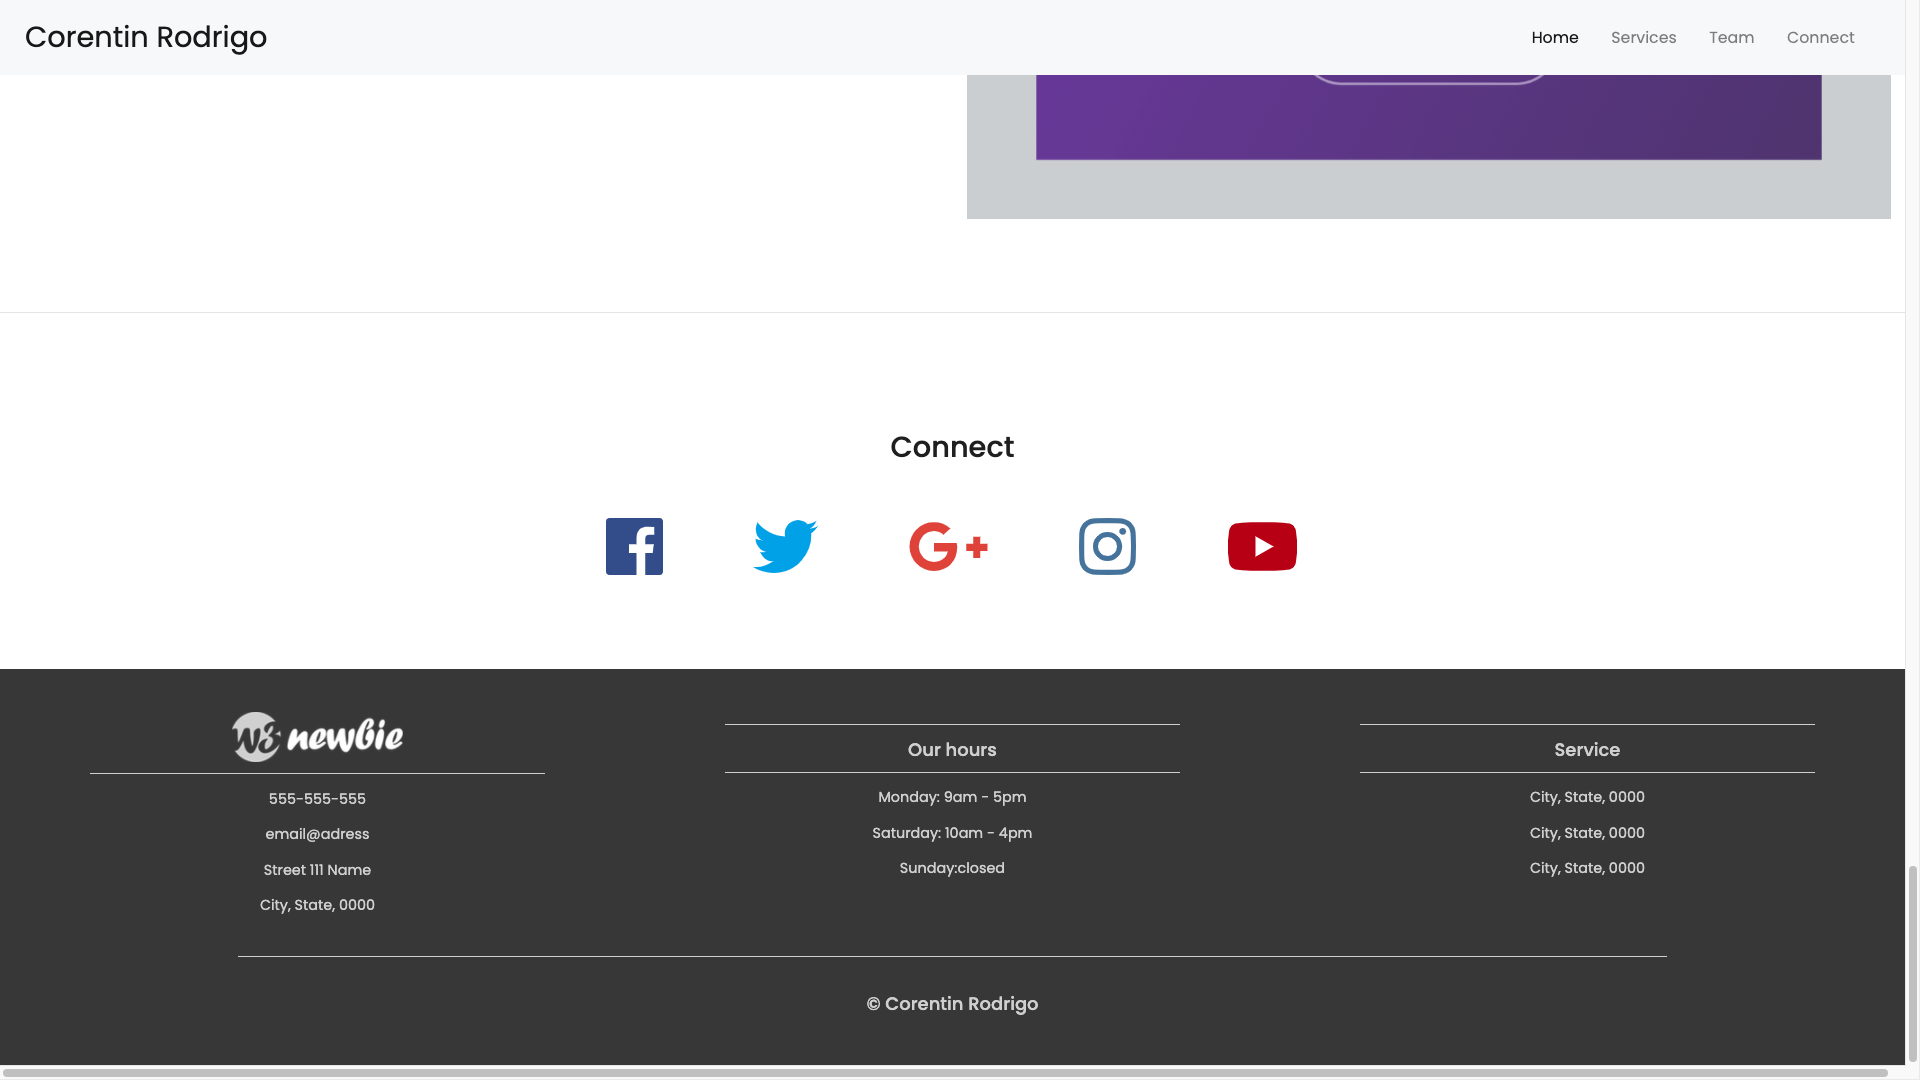 Corentin Rodrigo
Home
Services
Team
Connect
Connect
newbie
555-555-555
email@adress
Street 111 Name
City, State, 0000
Our hours
Monday: 9am - 5pm
Saturday: 10am - 4pm
Sunday:closed
Service
City, State, 0000
City, State, 0000
City, State, 0000
© Corentin Rodrigo